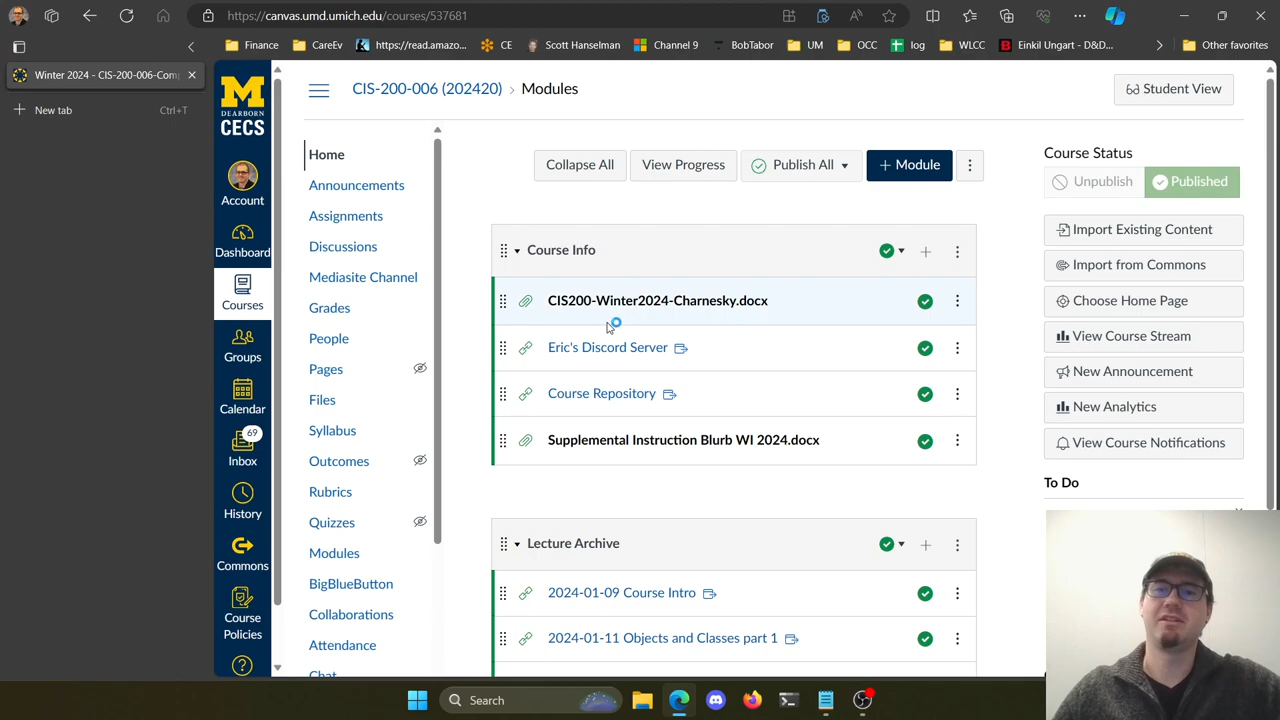 https://canvas.umd.umich.edu/courses/537681
Finance
CareEv
https://read.amazo...
CE
Scott Hanselman
Channel 9
BobTabor
UM
OCC
log
WLCC
Einkil Ungart - D&D...
Other favorites
Winter 2024 - CIS-200-006-Com
New tab
Ctrl+T
M
DEARBORN
CECS
Account
Dashboard
Courses
Groups
Calendar
69
Inbox
History
Commons
Course
Policies
CIS-200-006 (202420) › Modules
Student View
Home
Announcements
Assignments
Discussions
Mediasite Channel
Grades
People
Pages
Files
Syllabus
Outcomes
Rubrics
Quizzes
Modules
BigBlueButton
Collaborations
Attendance
Chat
Collapse All
View Progress
Publish All
+ Module
Course Info
CIS200-Winter2024-Charnesky.docx
Eric's Discord Server
Course Repository
Supplemental Instruction Blurb WI 2024.docx
Lecture Archive
2024-01-09 Course Intro
2024-01-11 Objects and Classes part 1
Course Status
Unpublish
Published
Import Existing Content
Import from Commons
Choose Home Page
View Course Stream
New Announcement
New Analytics
View Course Notifications
To Do
Search